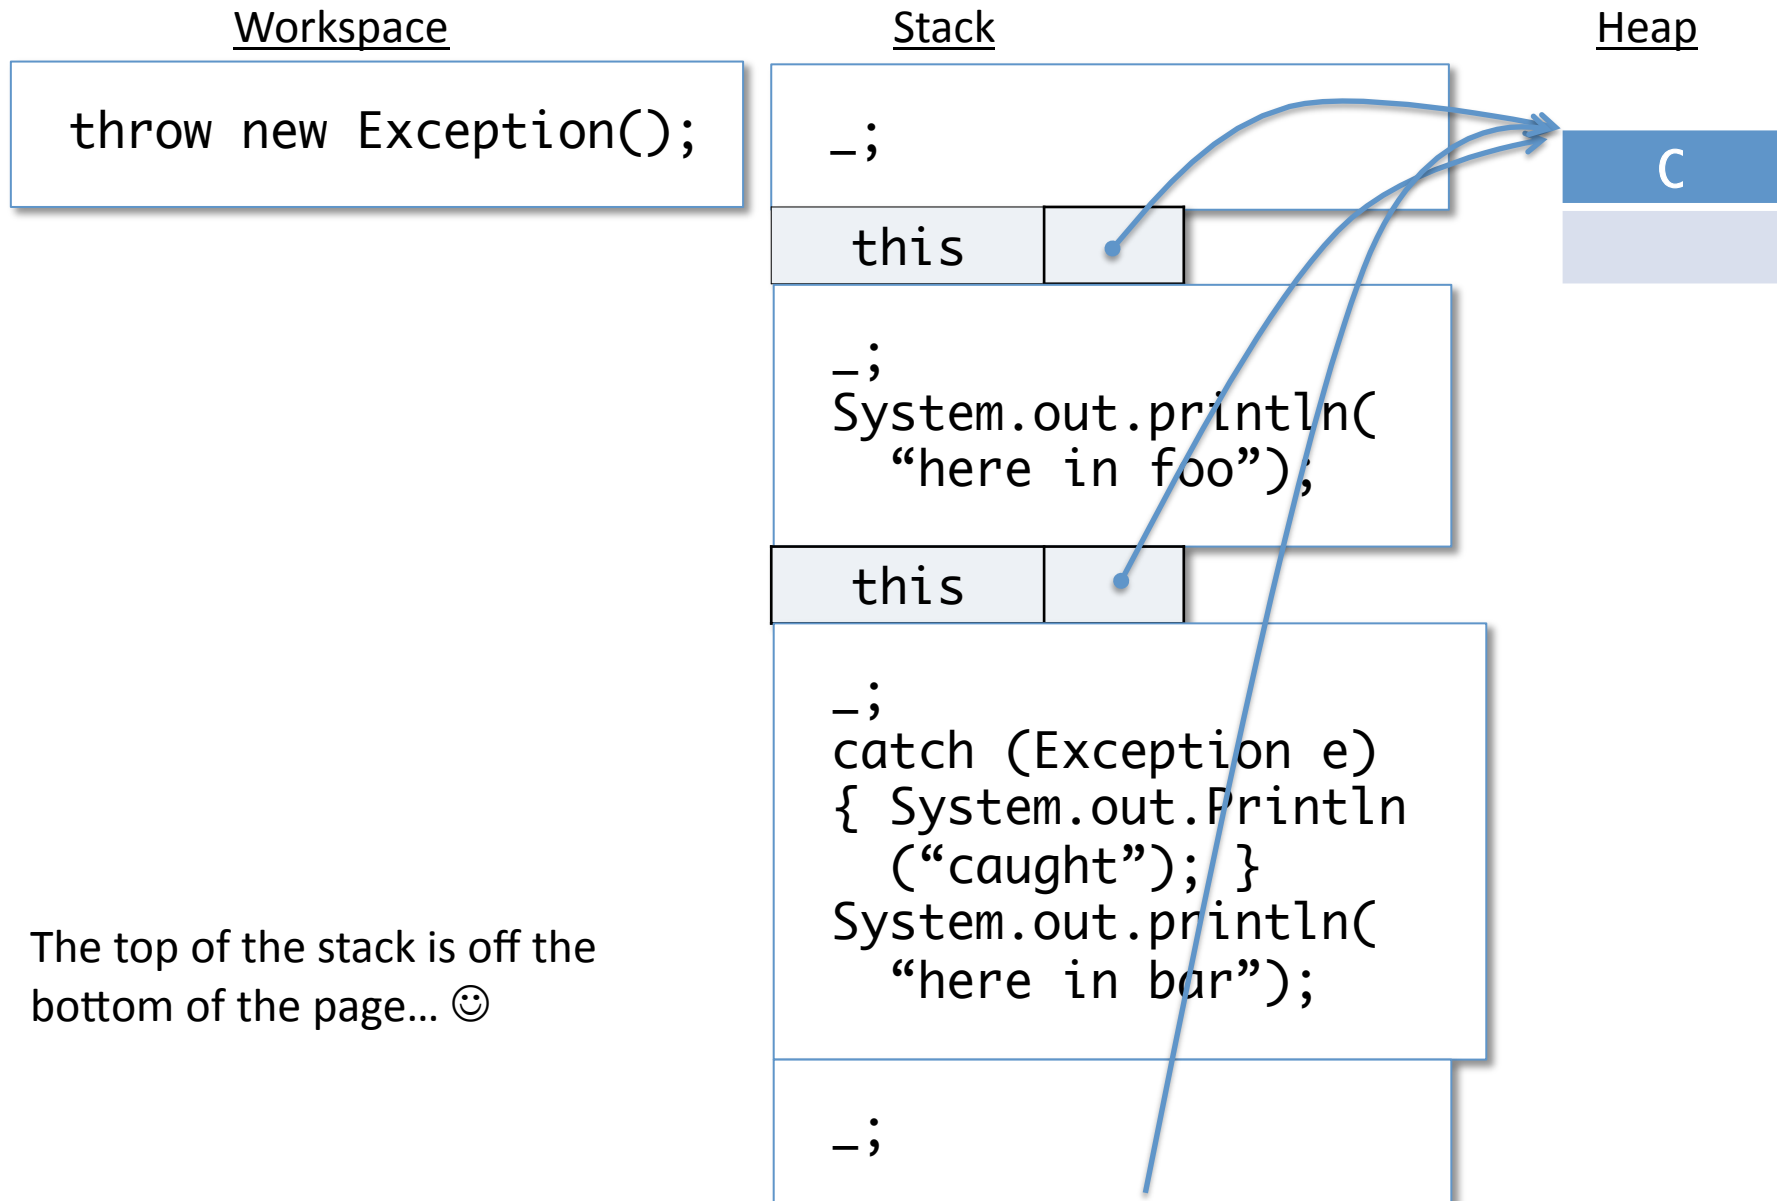 Workspace
Stack
Heap
throw new Exception();
_;
C
this
_;
System.out.println(
“here in foo”);
this
_;
catch (Exception e)
{ System.out.Println
(“caught”); }
System.out.println(
“here in bar”);
The top of the stack is off the
bottom of the page… ☺
_;